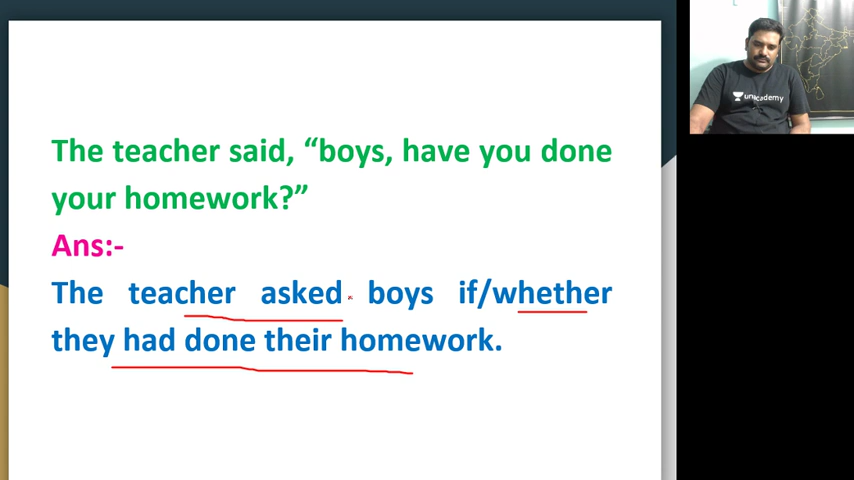 The teacher said, “boys, have you done
your homework?”
Ans:-
The teacher asked boys if/whether
they had done their homework.
unacademy